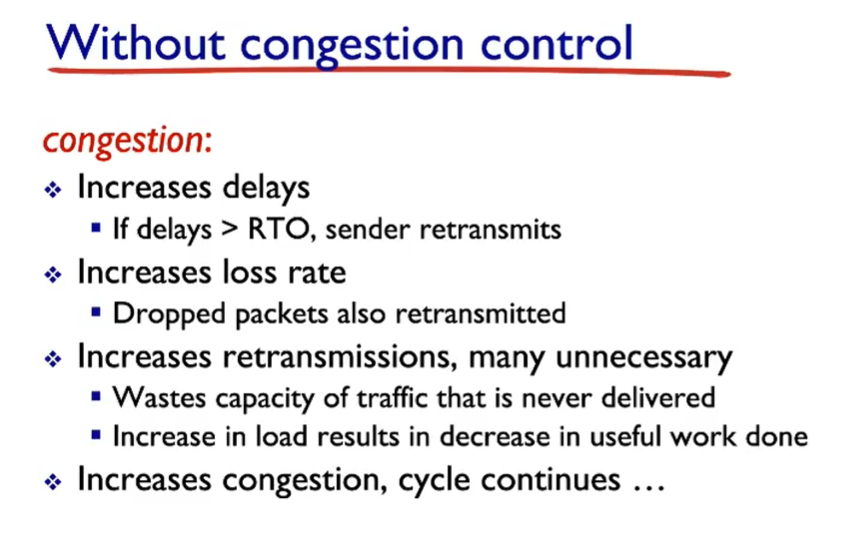 Without congestion control
congestion:
Increases delays
If delays > RTO, sender retransmits
Increases loss rate
Dropped packets also retransmitted
Increases retransmissions, many unnecessary
Wastes capacity of traffic that is never delivered
Increase in load results in decrease in useful work done
Increases congestion, cycle continues …